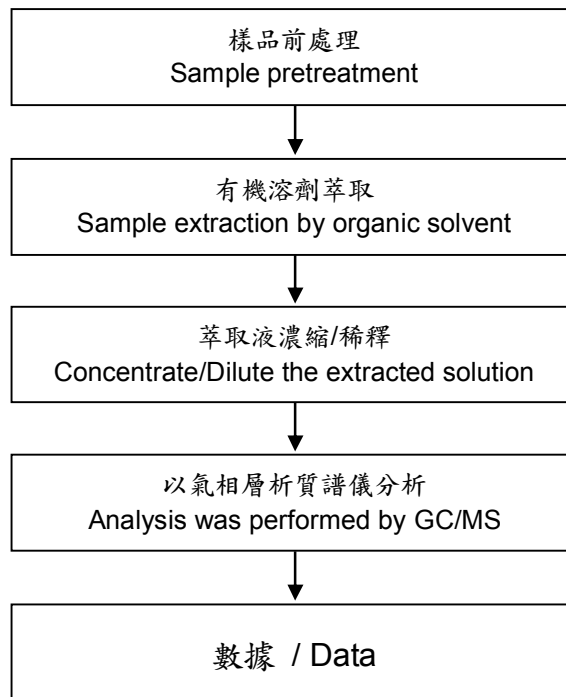 樣品前處理
Sample pretreatment
有機溶劑萃取
Sample extraction by organic solvent
萃取液濃縮/稀釋
Concentrate/Dilute the extracted solution
以氣相層析質譜儀分析
Analysis was performed by GC/MS
數據 / Data